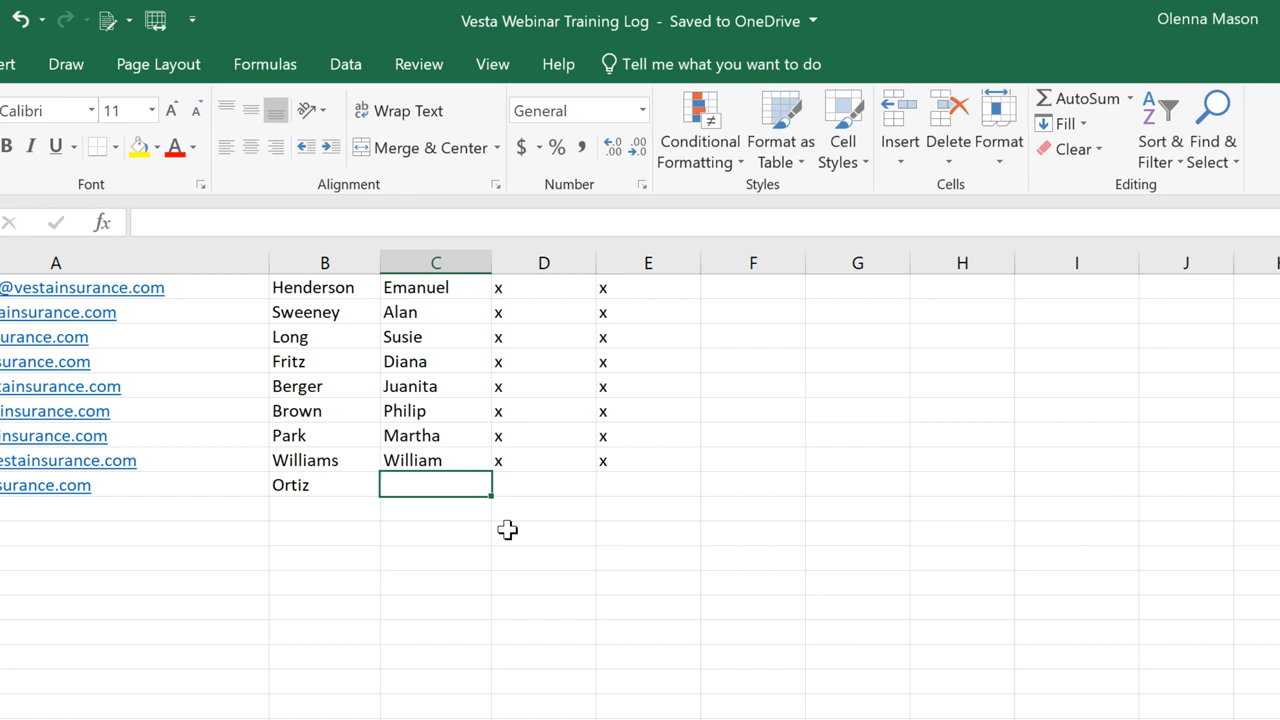 Vesta Webinar Training Log - Saved to OneDrive
Olenna Mason
ert Draw Page Layout Formulas Data Review View Help Tell me what you want to do
Calibri 11
B I U
Font
Wrap Text
Merge & Center
Alignment
General
$ % ,
Number
Conditional Formatting
Format as Table
Cell Styles
Styles
Insert
Delete
Format
Cells
AutoSum
Fill
Clear
Sort & Filter
Find & Select
Editing
fx
A B C D E F G H I J
@vestainsurance.com Henderson Emanuel x x
ainsurance.com Sweeney Alan x x
urance.com Long Susie x x
surance.com Fritz Diana x x
tainsurance.com Berger Juanita x x
insurance.com Brown Philip x x
insurance.com Park Martha x x
estainsurance.com Williams William x x
surance.com Ortiz